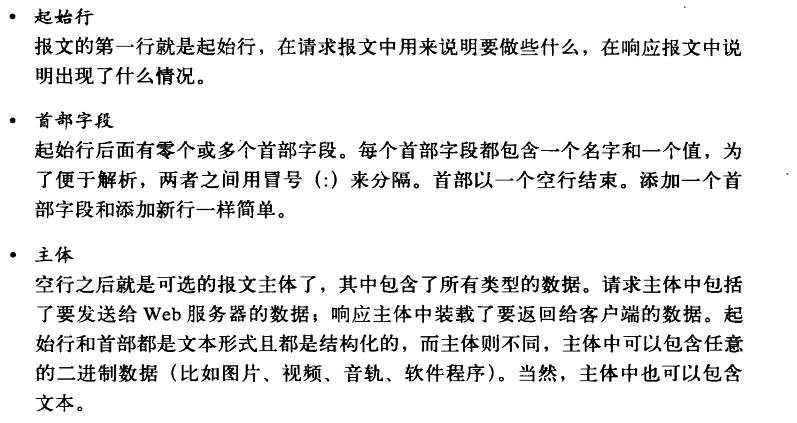 • 起始行
报文的第一行就是起始行，在请求报文中用来说明要做些什么，在响应报文中说
明出现了什么情况。
• 首部字段
起始行后面有零个或多个首部字段。每个首部字段都包含一个名字和一个值，为
了便于解析，两者之间用冒号（:）来分隔。首部以一个空行结束。添加一个首
部字段和添加新行一样简单。
• 主体
空行之后就是可选的报文主体了，其中包含了所有类型的数据。请求主体中包括
了要发送给 Web 服务器的数据；响应主体中装载了要返回给客户端的数据。起
始行和首部都是文本形式且都是结构化的，而主体则不同，主体中可以包含任意
的二进制数据（比如图片、视频、音轨、软件程序）。当然，主体中也可以包含
文本。